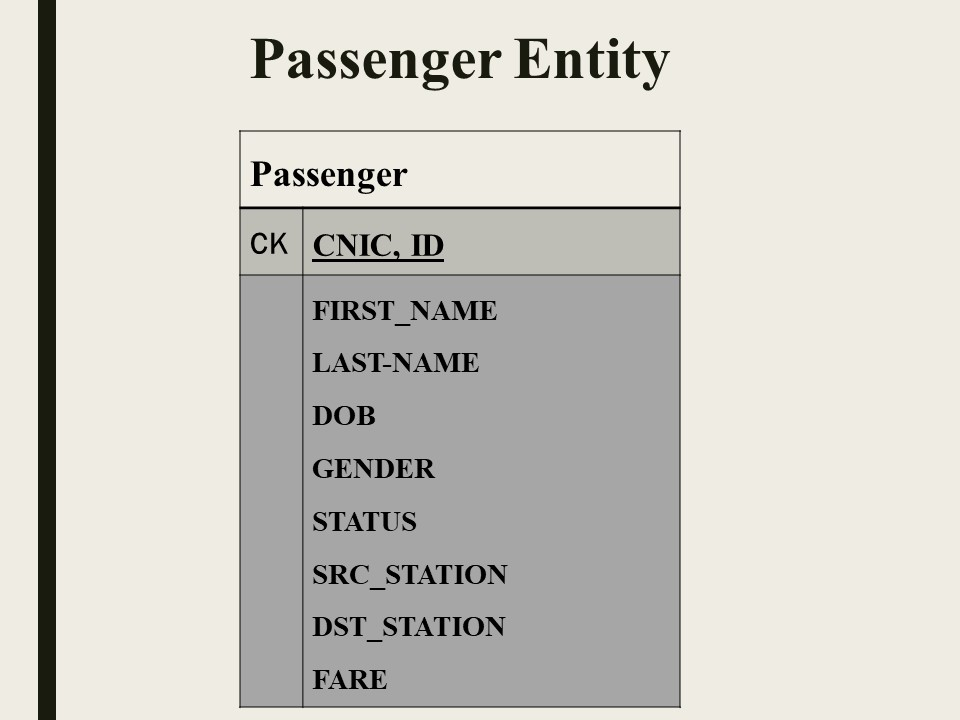 Passenger Entity
Passenger
CK CNIC, ID
FIRST_NAME
LAST-NAME
DOB
GENDER
STATUS
SRC_STATION
DST_STATION
FARE